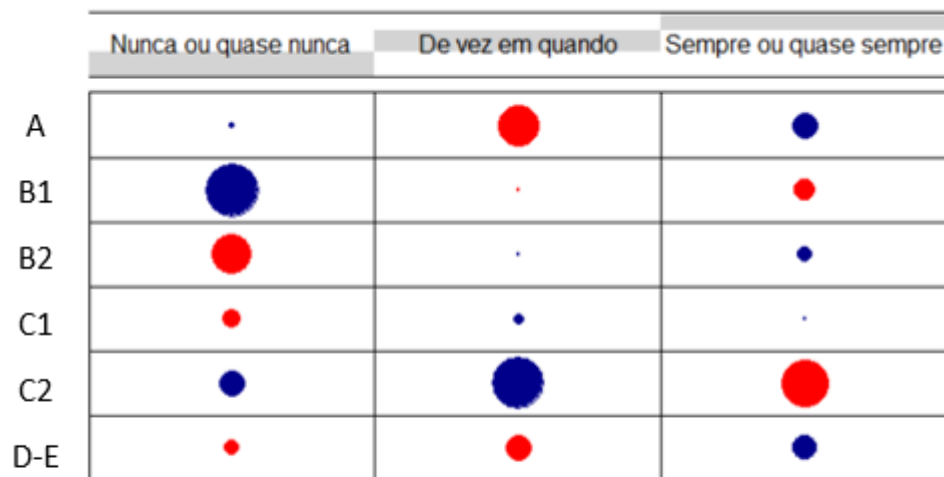 Nunca ou quase nunca De vez em quando Sempre ou quase sempre
A
B1
B2
C1
C2
D-E